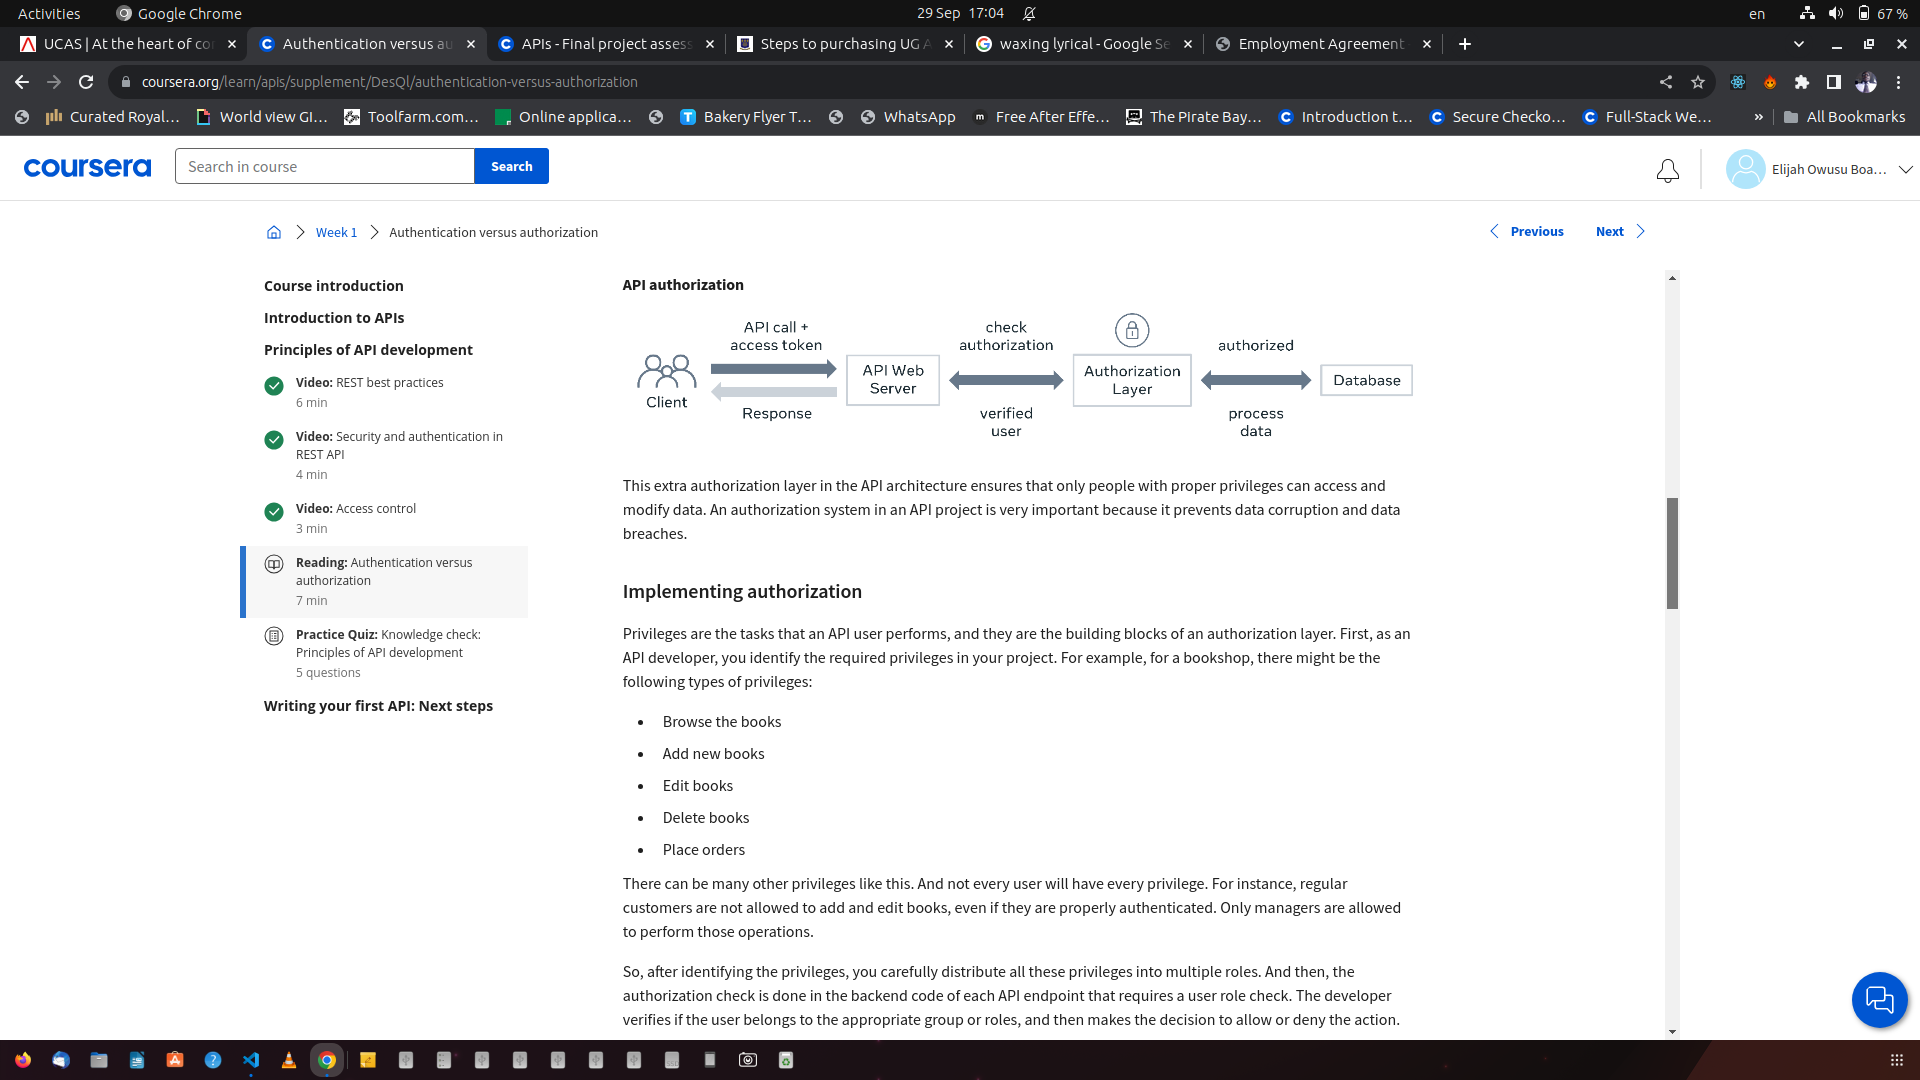 Activities
Google Chrome
29 Sep 17:04
en
67 %
UCAS | At the heart of co
Authentication versus au
APIs - Final project assess
Steps to purchasing UG A
waxing lyrical - Google Se
Employment Agreement
coursera.org/learn/apis/supplement/DesQl/authentication-versus-authorization
Curated Royal...
World view GI...
Toolfarm.com...
Online applica...
Bakery Flyer T...
WhatsApp
Free After Effe...
The Pirate Bay...
Introduction t...
Secure Checko...
Full-Stack We...
»
All Bookmarks
coursera
Search in course
Search
Elijah Owusu Boa...
Week 1
Authentication versus authorization
Previous
Next
Course introduction
Introduction to APIs
Principles of API development
Video: REST best practices
6 min
Video: Security and authentication in
REST API
4 min
Video: Access control
3 min
Reading: Authentication versus
authorization
7 min
Practice Quiz: Knowledge check:
Principles of API development
5 questions
Writing your first API: Next steps
API authorization
API call +
access token
Client
Response
API Web
Server
check
authorization
verified
user
Authorization
Layer
authorized
process
data
Database
This extra authorization layer in the API architecture ensures that only people with proper privileges can access and
modify data. An authorization system in an API project is very important because it prevents data corruption and data
breaches.
Implementing authorization
Privileges are the tasks that an API user performs, and they are the building blocks of an authorization layer. First, as an
API developer, you identify the required privileges in your project. For example, for a bookshop, there might be the
following types of privileges:
• Browse the books
• Add new books
• Edit books
• Delete books
• Place orders
There can be many other privileges like this. And not every user will have every privilege. For instance, regular
customers are not allowed to add and edit books, even if they are properly authenticated. Only managers are allowed
to perform those operations.
So, after identifying the privileges, you carefully distribute all these privileges into multiple roles. And then, the
authorization check is done in the backend code of each API endpoint that requires a user role check. The developer
verifies if the user belongs to the appropriate group or roles, and then makes the decision to allow or deny the action.